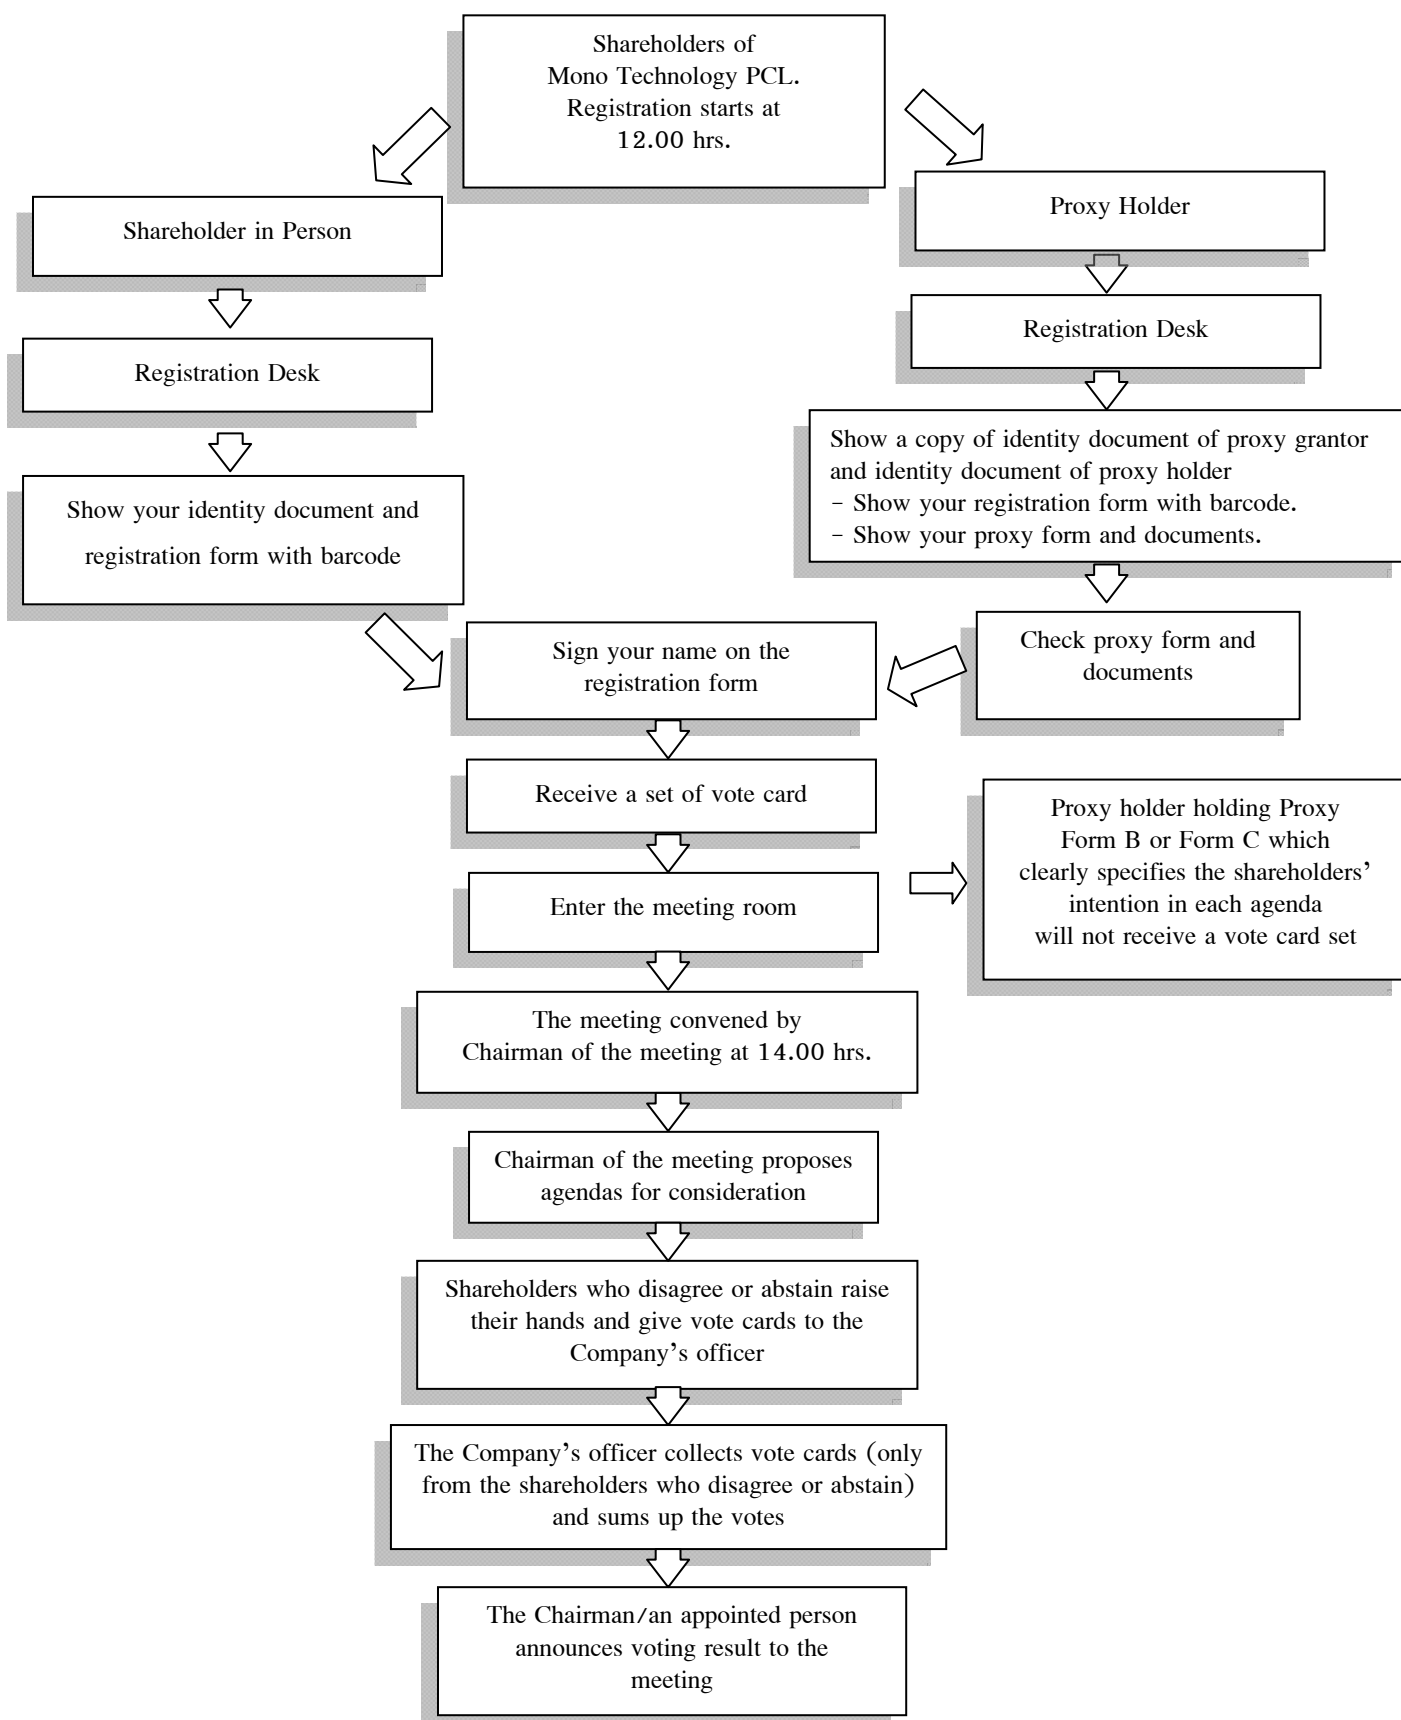 Shareholders of
Mono Technology PCL.
Registration starts at
12.00 hrs.
Shareholder in Person
Proxy Holder
Registration Desk
Registration Desk
Show your identity document and
registration form with barcode
Show a copy of identity document of proxy grantor
and identity document of proxy holder
- Show your registration form with barcode.
- Show your proxy form and documents.
Check proxy form and
documents
Sign your name on the
registration form
Receive a set of vote card
Enter the meeting room
Proxy holder holding Proxy
Form B or Form C which
clearly specifies the shareholders’
intention in each agenda
will not receive a vote card set
The meeting convened by
Chairman of the meeting at 14.00 hrs.
Chairman of the meeting proposes
agendas for consideration
Shareholders who disagree or abstain raise
their hands and give vote cards to the
Company’s officer
The Company’s officer collects vote cards (only
from the shareholders who disagree or abstain)
and sums up the votes
The Chairman/an appointed person
announces voting result to the
meeting